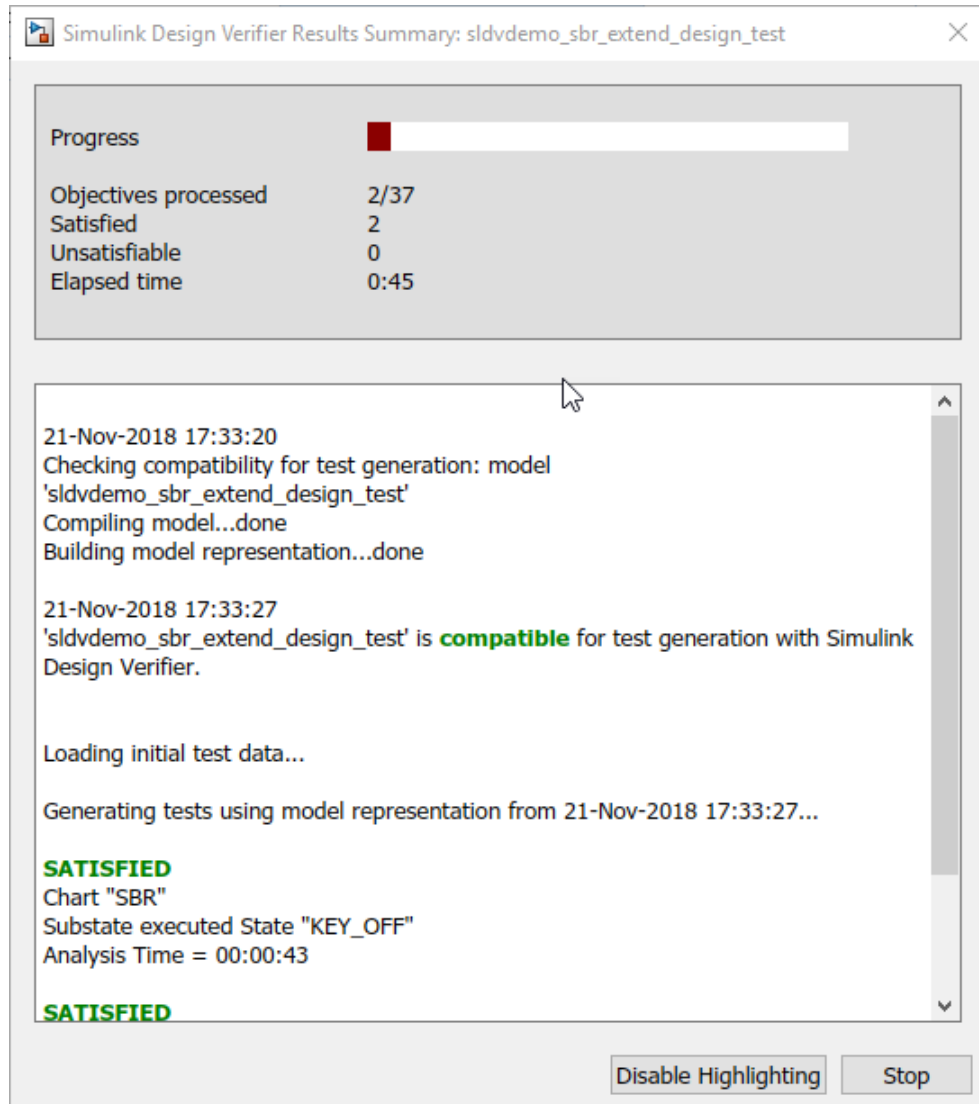 Simulink Design Verifier Results Summary: sldvdemo_sbr_extend_design_test
Progress
Objectives processed 2/37
Satisfied 2
Unsatisfiable 0
Elapsed time 0:45
21-Nov-2018 17:33:20
Checking compatibility for test generation: model
'sldvdemo_sbr_extend_design_test'
Compiling model...done
Building model representation...done
21-Nov-2018 17:33:27
'sldvdemo_sbr_extend_design_test' is compatible for test generation with Simulink
Design Verifier.
Loading initial test data...
Generating tests using model representation from 21-Nov-2018 17:33:27...
SATISFIED
Chart "SBR"
Substate executed State "KEY_OFF"
Analysis Time = 00:00:43
SATISFIED
Disable Highlighting Stop